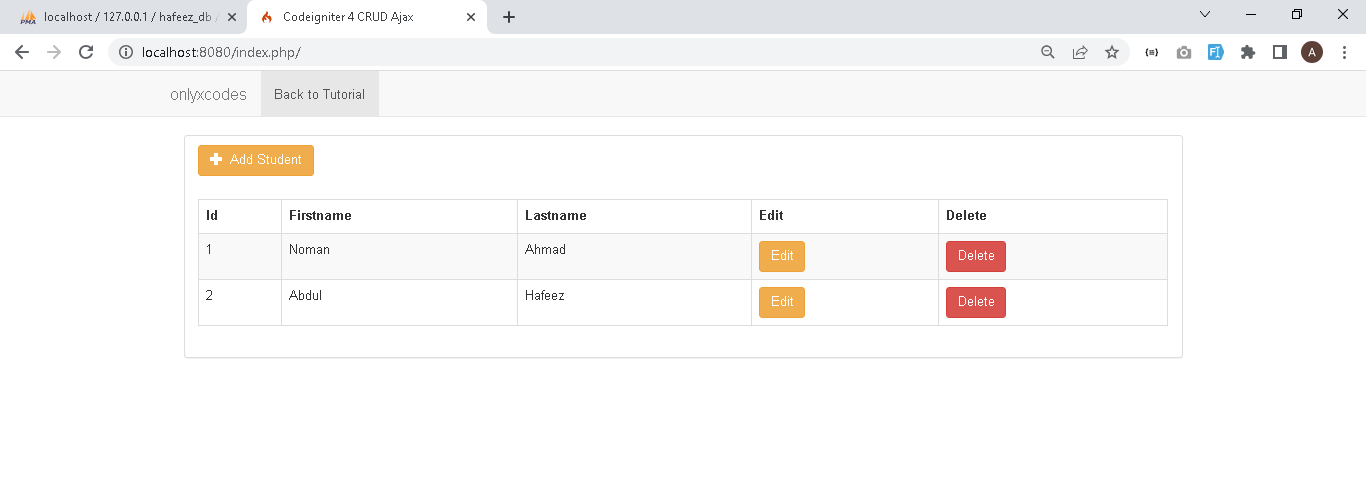 PMA localhost / 127.0.0.1 / hafeez_db / Codeigniter 4 CRUD Ajax
localhost:8080/index.php/ A
onlyxcodes Back to Tutorial
Add Student
Id Firstname Lastname Edit Delete
1 Noman Ahmad Edit Delete
2 Abdul Hafeez Edit Delete